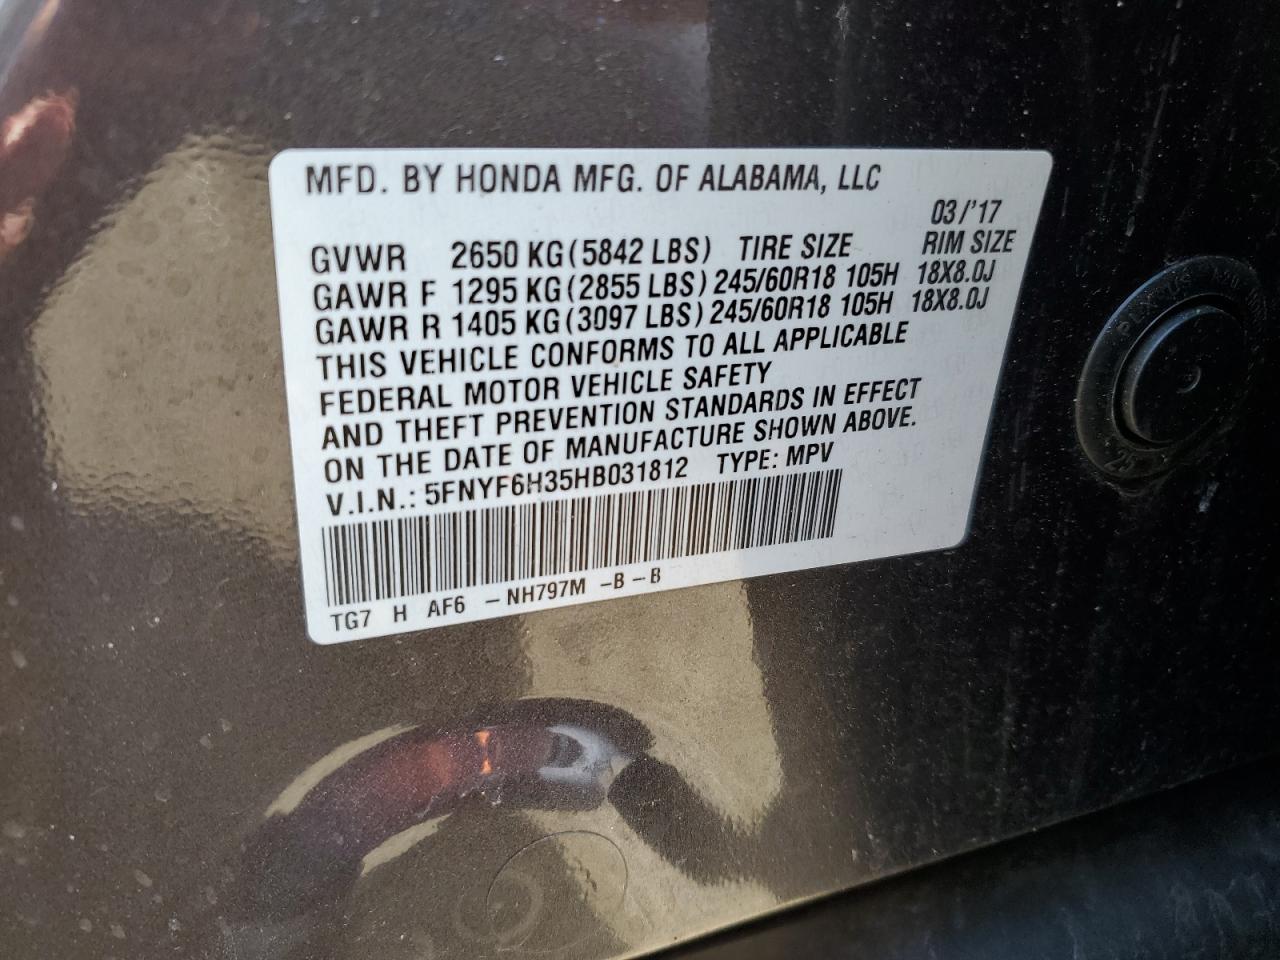 MFD. BY HONDA MFG. OF ALABAMA, LLC
03/'17
GVWR 2650 KG(5842 LBS) TIRE SIZE RIM SIZE
GAWR F 1295 KG(2855 LBS) 245/60R18 105H 18X8.0J
GAWR R 1405 KG(3097 LBS) 245/60R18 105H 18X8.0J
THIS VEHICLE CONFORMS TO ALL APPLICABLE
FEDERAL MOTOR VEHICLE SAFETY
AND THEFT PREVENTION STANDARDS IN EFFECT
ON THE DATE OF MANUFACTURE SHOWN ABOVE.
V.I.N.: 5FNYF6H35HB031812 TYPE: MPV
TG7 H AF6 -NH797M -B-B
25